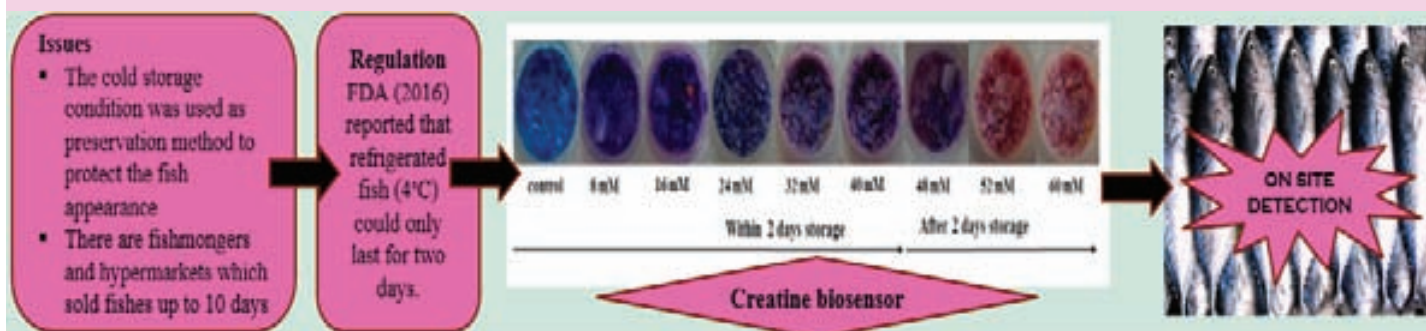 Issues
▪ The cold storage
condition was used as
preservation method to
protect the fish
appearance
▪ There are fishmongers
and hypermarkets which
sold fishes up to 10 days
Regulation
FDA (2016)
reported that
refrigerated
fish (4°C)
could only
last for two
days.
control 8 mM 16 mM 24 mM 32 mM 40 mM 48 mM 52 mM 60 mM
Within 2 days storage After 2 days storage
Creatine biosensor
ON SITE
DETECTION